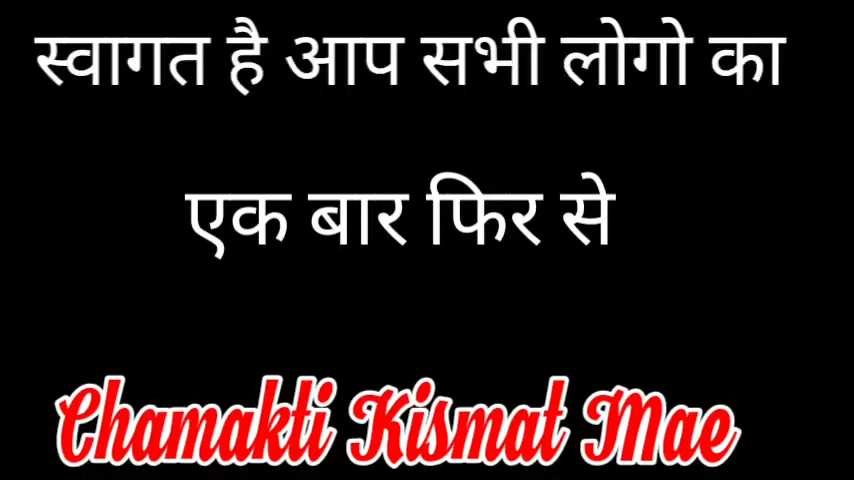 स्वागत है आप सभी लोगो का
एक बार फिर से
Chamakti Kismat Mae